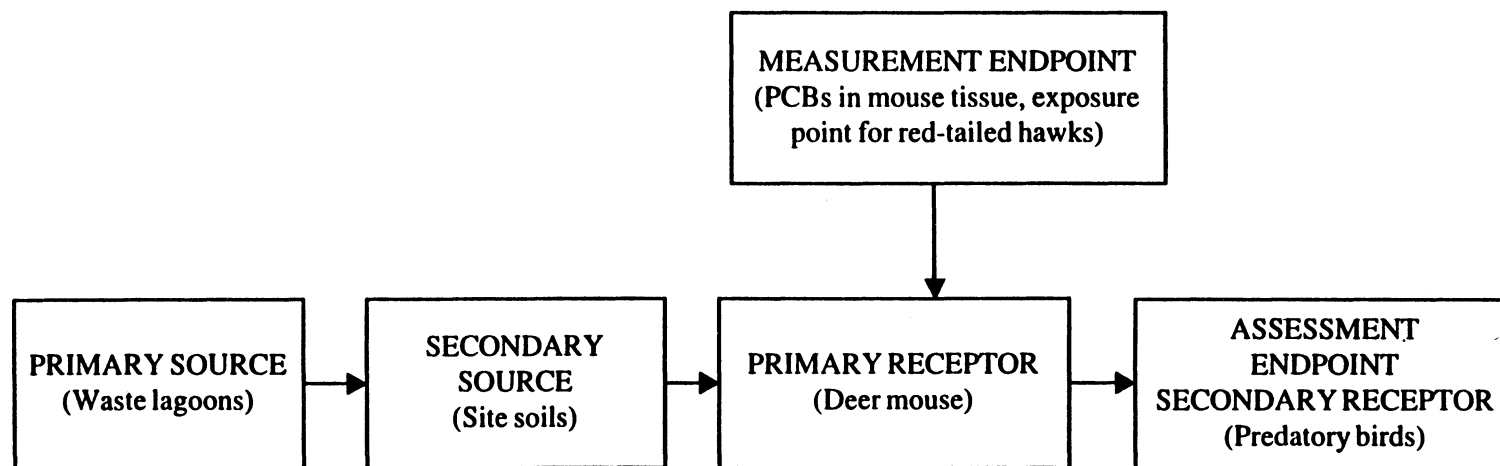 MEASUREMENT ENDPOINT
(PCBs in mouse tissue, exposure
point for red-tailed hawks)
PRIMARY SOURCE
(Waste lagoons)
SECONDARY
SOURCE
(Site soils)
PRIMARY RECEPTOR
(Deer mouse)
ASSESSMENT
ENDPOINT
SECONDARY RECEPTOR
(Predatory birds)